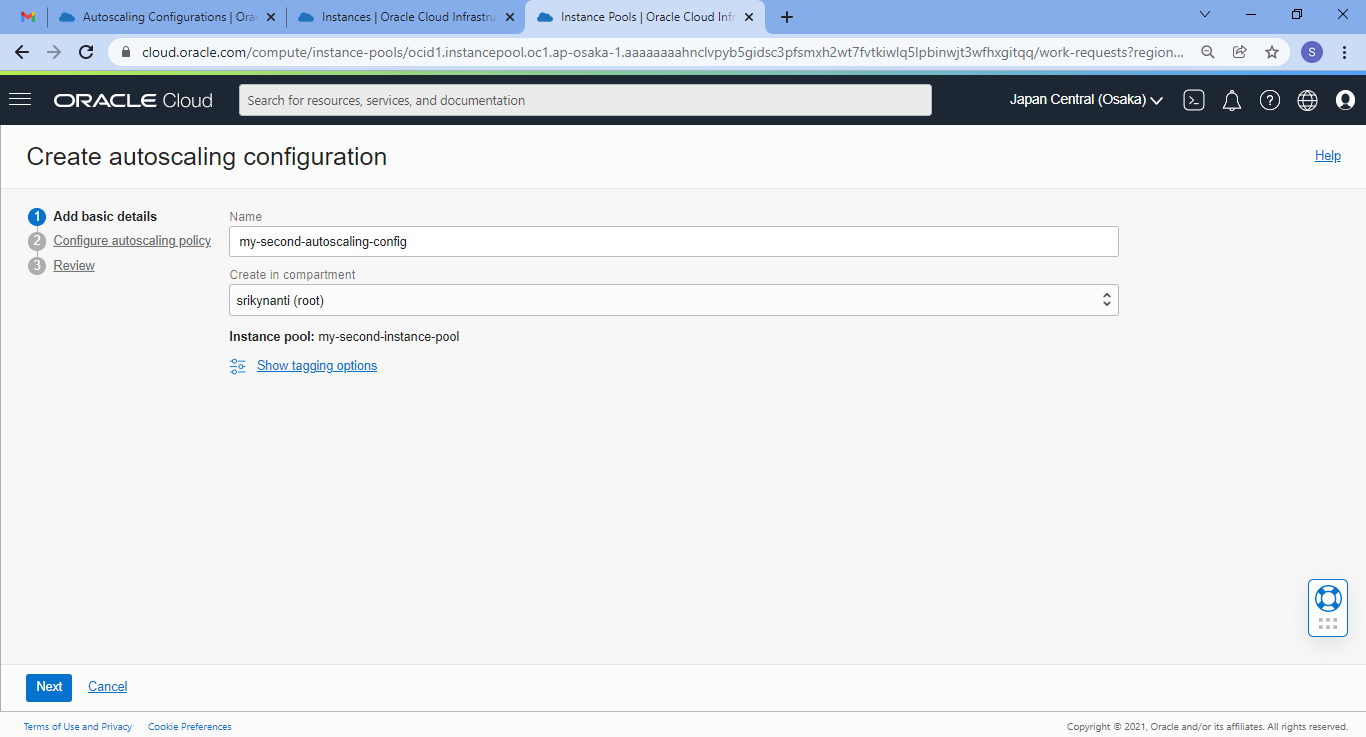 Autoscaling Configurations | Ora
Instances | Oracle Cloud Infrastru
Instance Pools | Oracle Cloud Infr
cloud.oracle.com/compute/instance-pools/ocid1.instancepool.oc1.ap-osaka-1.aaaaaaaahnclvpyb5gidsc3pfsmxh2wt7fvtkiwlq5lpbinwjt3wfhxgitqq/work-requests?region...
S
ORACLE Cloud
Search for resources, services, and documentation
Japan Central (Osaka)
Create autoscaling configuration
Help
1 Add basic details
2 Configure autoscaling policy
3 Review
Name
my-second-autoscaling-config
Create in compartment
srikynanti (root)
Instance pool: my-second-instance-pool
Show tagging options
Next
Cancel
Terms of Use and Privacy
Cookie Preferences
Copyright © 2021, Oracle and/or its affiliates. All rights reserved.